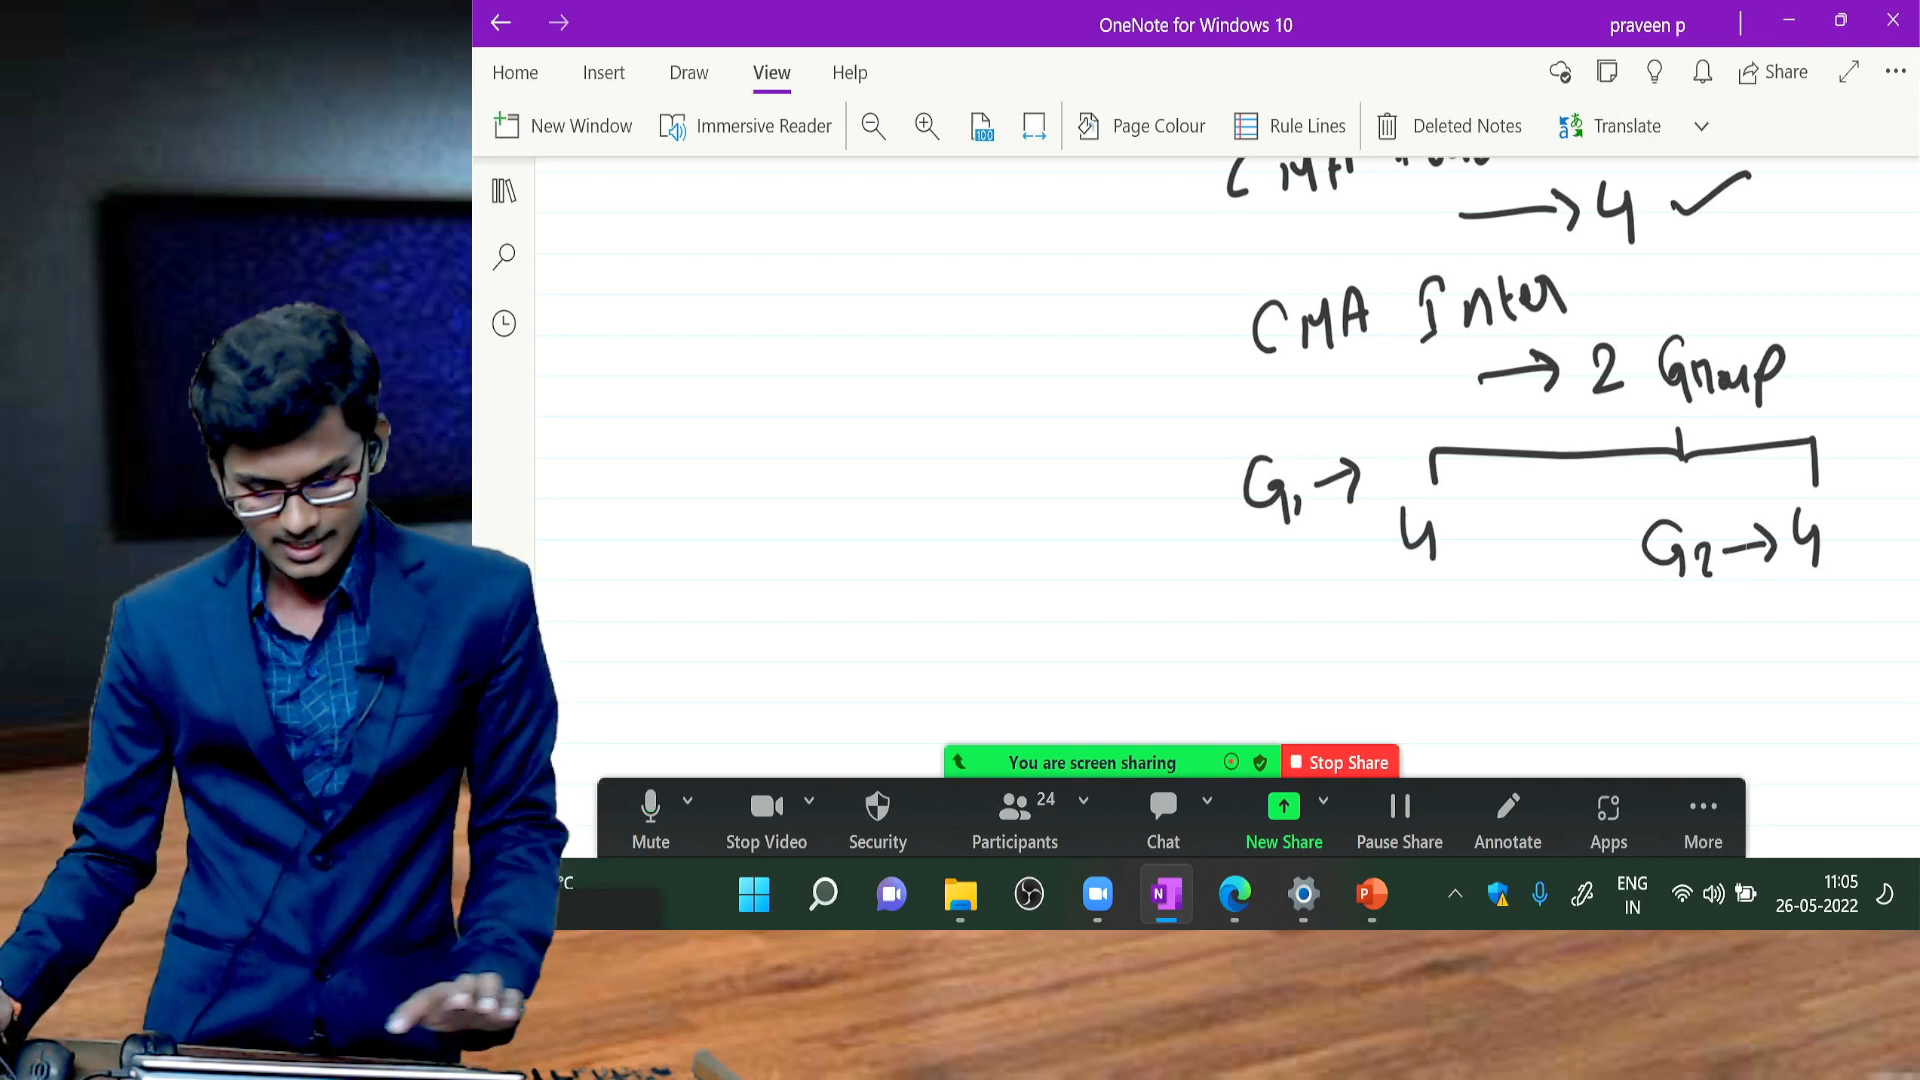 OneNote for Windows 10
praveen p
Home Insert Draw View Help
Share
New Window Immersive Reader 100 Page Colour Rule Lines Deleted Notes Translate
CMA
→ 4 ✓
CMA Inter
→ 2 Group
G1 →
4
G2 → 4
You are screen sharing Stop Share
24
Mute Stop Video Security Participants Chat New Share Pause Share Annotate Apps More
°C
ENG
IN
11:05
26-05-2022